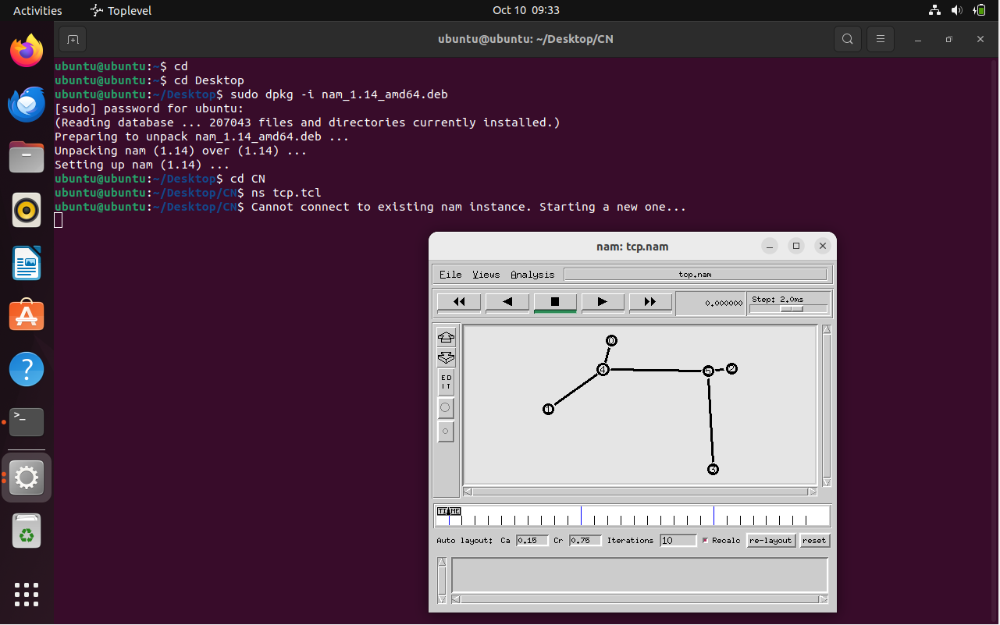 Activities
Toplevel
Oct 10 09:33
ubuntu@ubuntu: ~/Desktop/CN
ubuntu@ubuntu:~$ cd
ubuntu@ubuntu:~$ cd Desktop
ubuntu@ubuntu:~/Desktop$ sudo dpkg -i nam_1.14_amd64.deb
[sudo] password for ubuntu:
(Reading database ... 207043 files and directories currently installed.)
Preparing to unpack nam_1.14_amd64.deb ...
Unpacking nam (1.14) over (1.14) ...
Setting up nam (1.14) ...
ubuntu@ubuntu:~/Desktop$ cd CN
ubuntu@ubuntu:~/Desktop/CN$ ns tcp.tcl
ubuntu@ubuntu:~/Desktop/CN$ Cannot connect to existing nam instance. Starting a new one...
nam: tcp.nam
File Views Analysis tcp.nam
0.000000 Step: 2.0ms
ED
IT
0
4
5
2
1
3
TIME
Auto layout: Ca 0.15 Cr 0.75 Iterations 10 Recalc re-layout reset